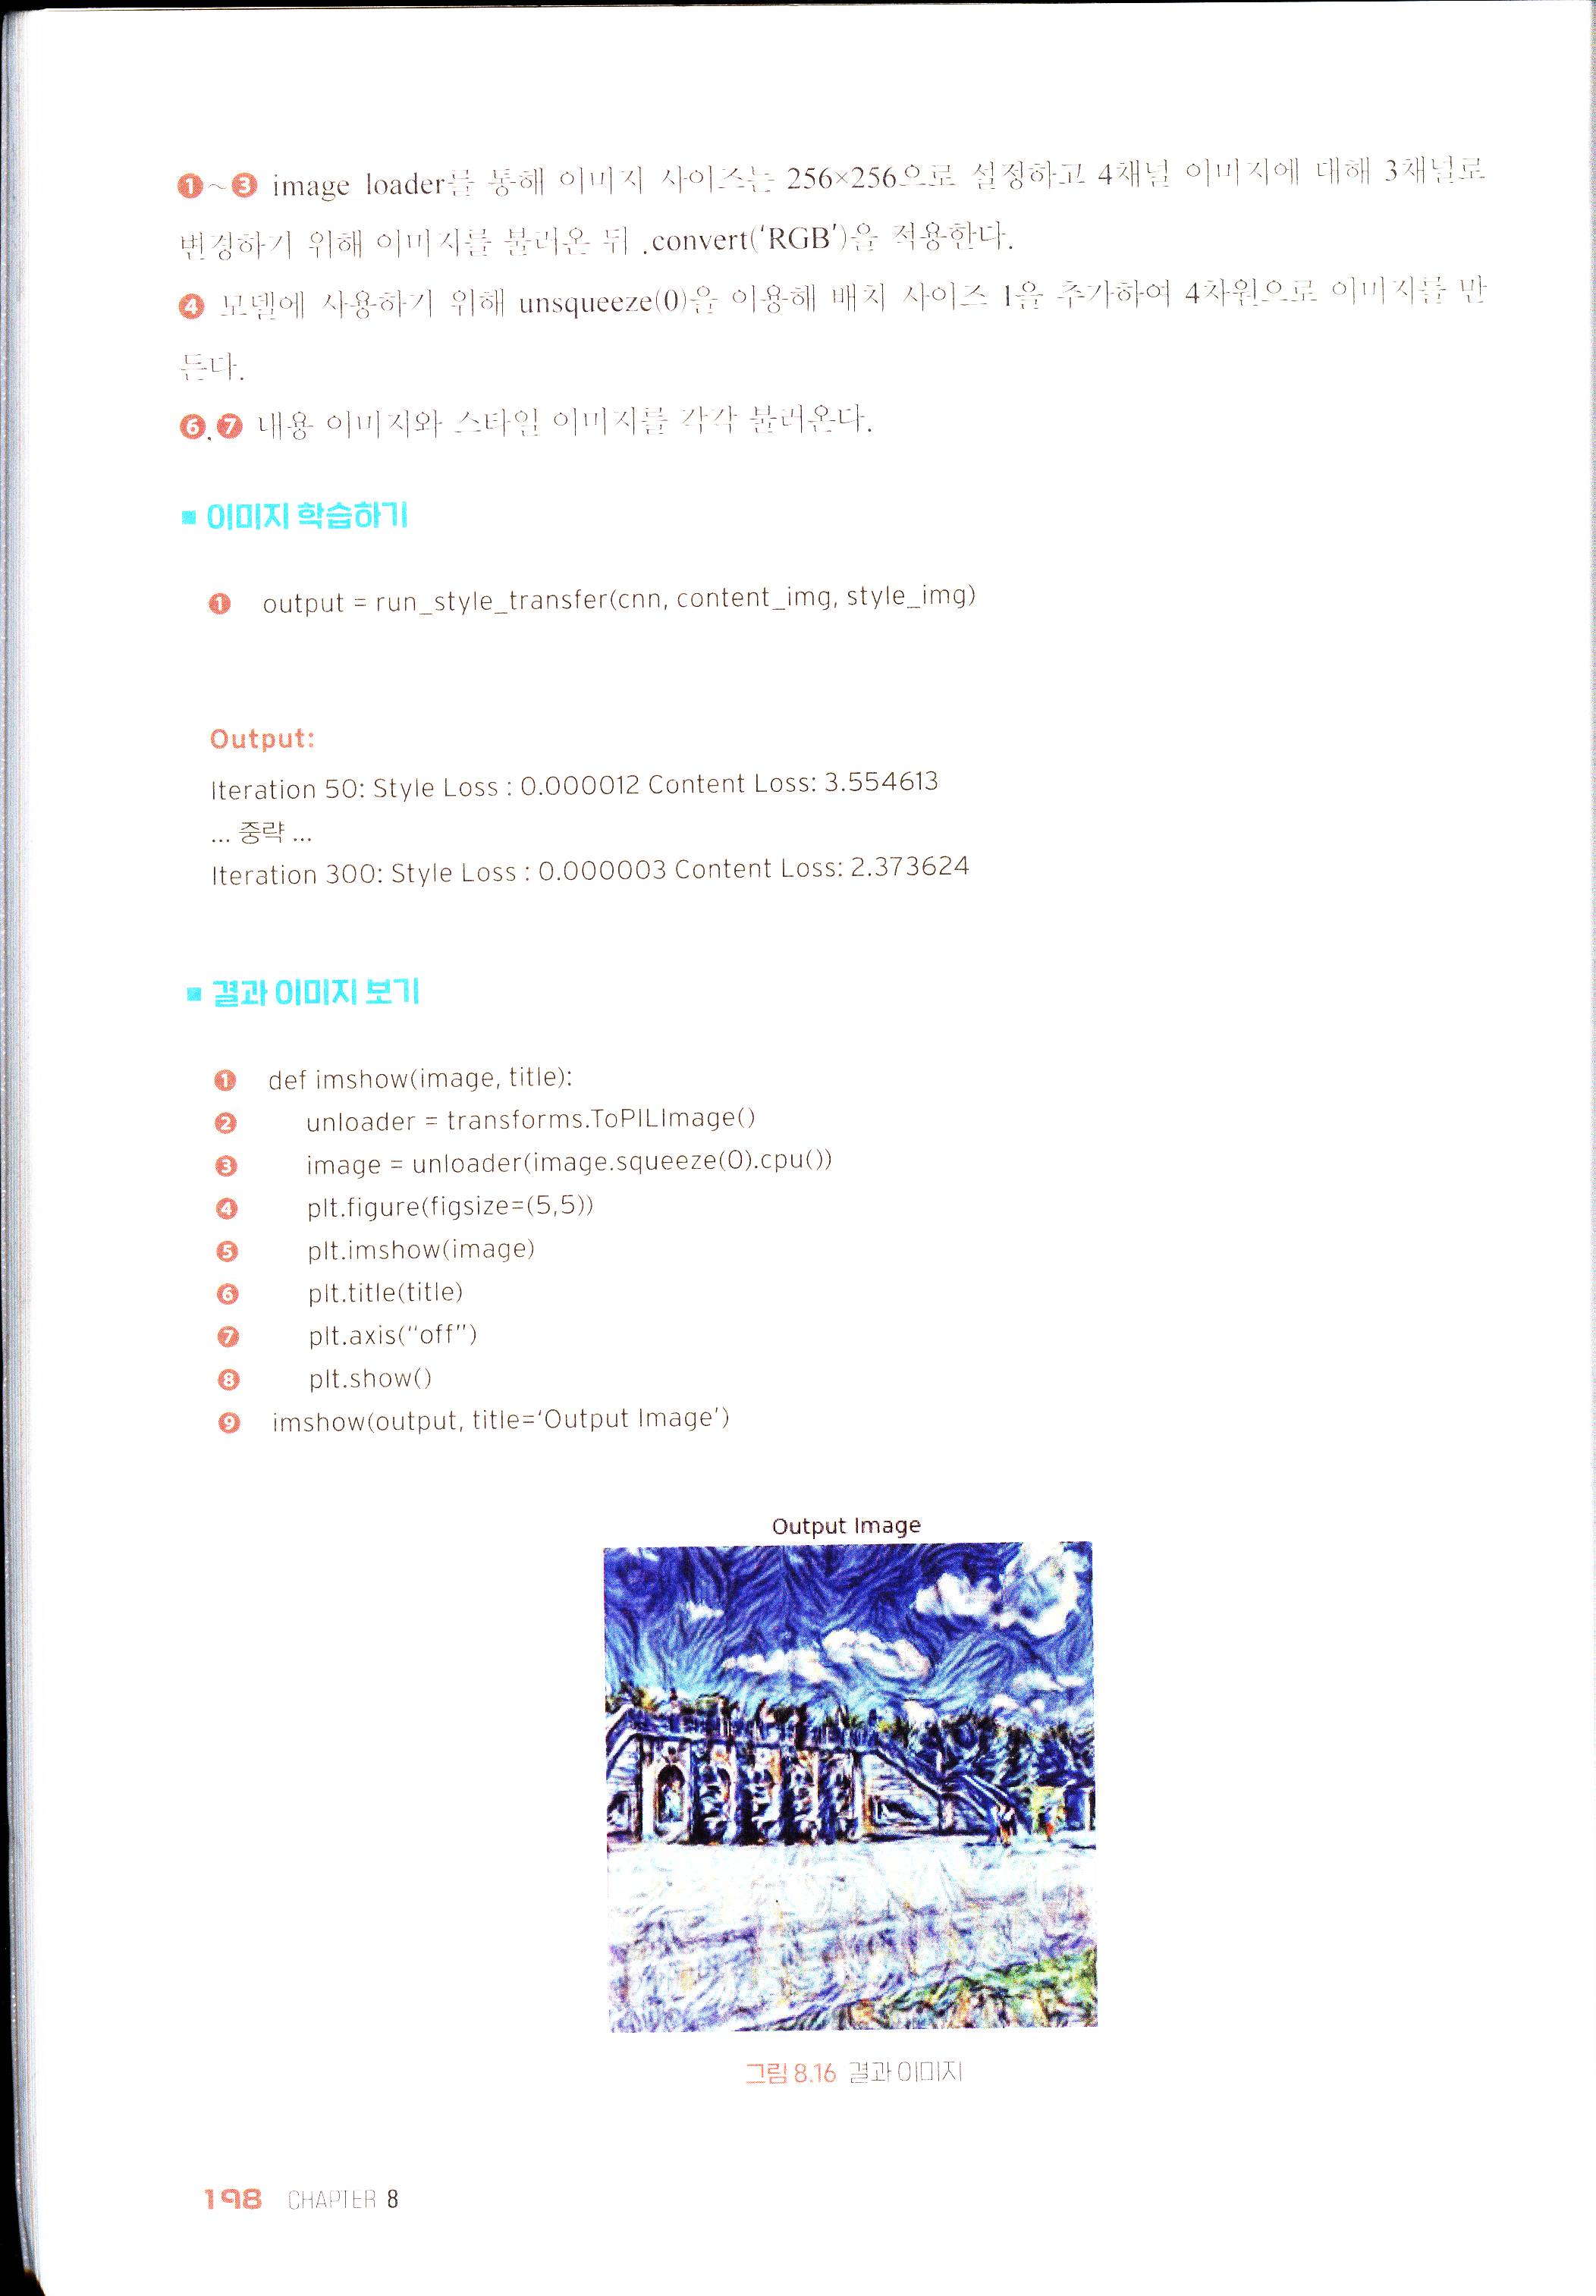 ❶~❸ image loader를 통해 이미지 사이즈는 256×256으로 설정하고 4채널 이미지에 대해 3채널로
변경하기 위해 이미지를 불러온 뒤 .convert('RGB')을 적용한다.
❹ 모델에 사용하기 위해 unsqueeze(0)을 이용해 배치 사이즈 1을 추가하여 4차원으로 이미지를 만
든다.
❻,❼ 내용 이미지와 스타일 이미지를 각각 불러온다.
■ 이미지 학습하기
❶ output = run_style_transfer(cnn, content_img, style_img)
Output:
Iteration 50: Style Loss : 0.000012 Content Loss: 3.554613
... 중략 ...
Iteration 300: Style Loss : 0.000003 Content Loss: 2.373624
■ 결과 이미지 보기
❶ def imshow(image, title):
❷ unloader = transforms.ToPILImage()
❸ image = unloader(image.squeeze(0).cpu())
❹ plt.figure(figsize=(5,5))
❺ plt.imshow(image)
❻ plt.title(title)
❼ plt.axis("off")
❽ plt.show()
❾ imshow(output, title='Output Image')
Output Image
그림 8.16 결과 이미지
198 CHAPTER 8